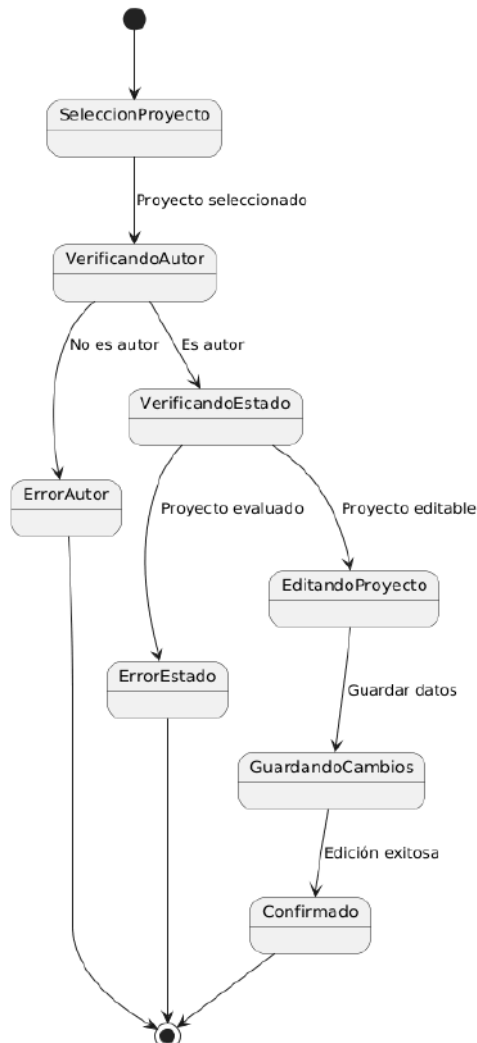 SeleccionProyecto
Proyecto seleccionado
VerificandoAutor
No es autor
Es autor
VerificandoEstado
ErrorAutor
Proyecto evaluado
Proyecto editable
EditandoProyecto
ErrorEstado
Guardar datos
GuardandoCambios
Edición exitosa
Confirmado